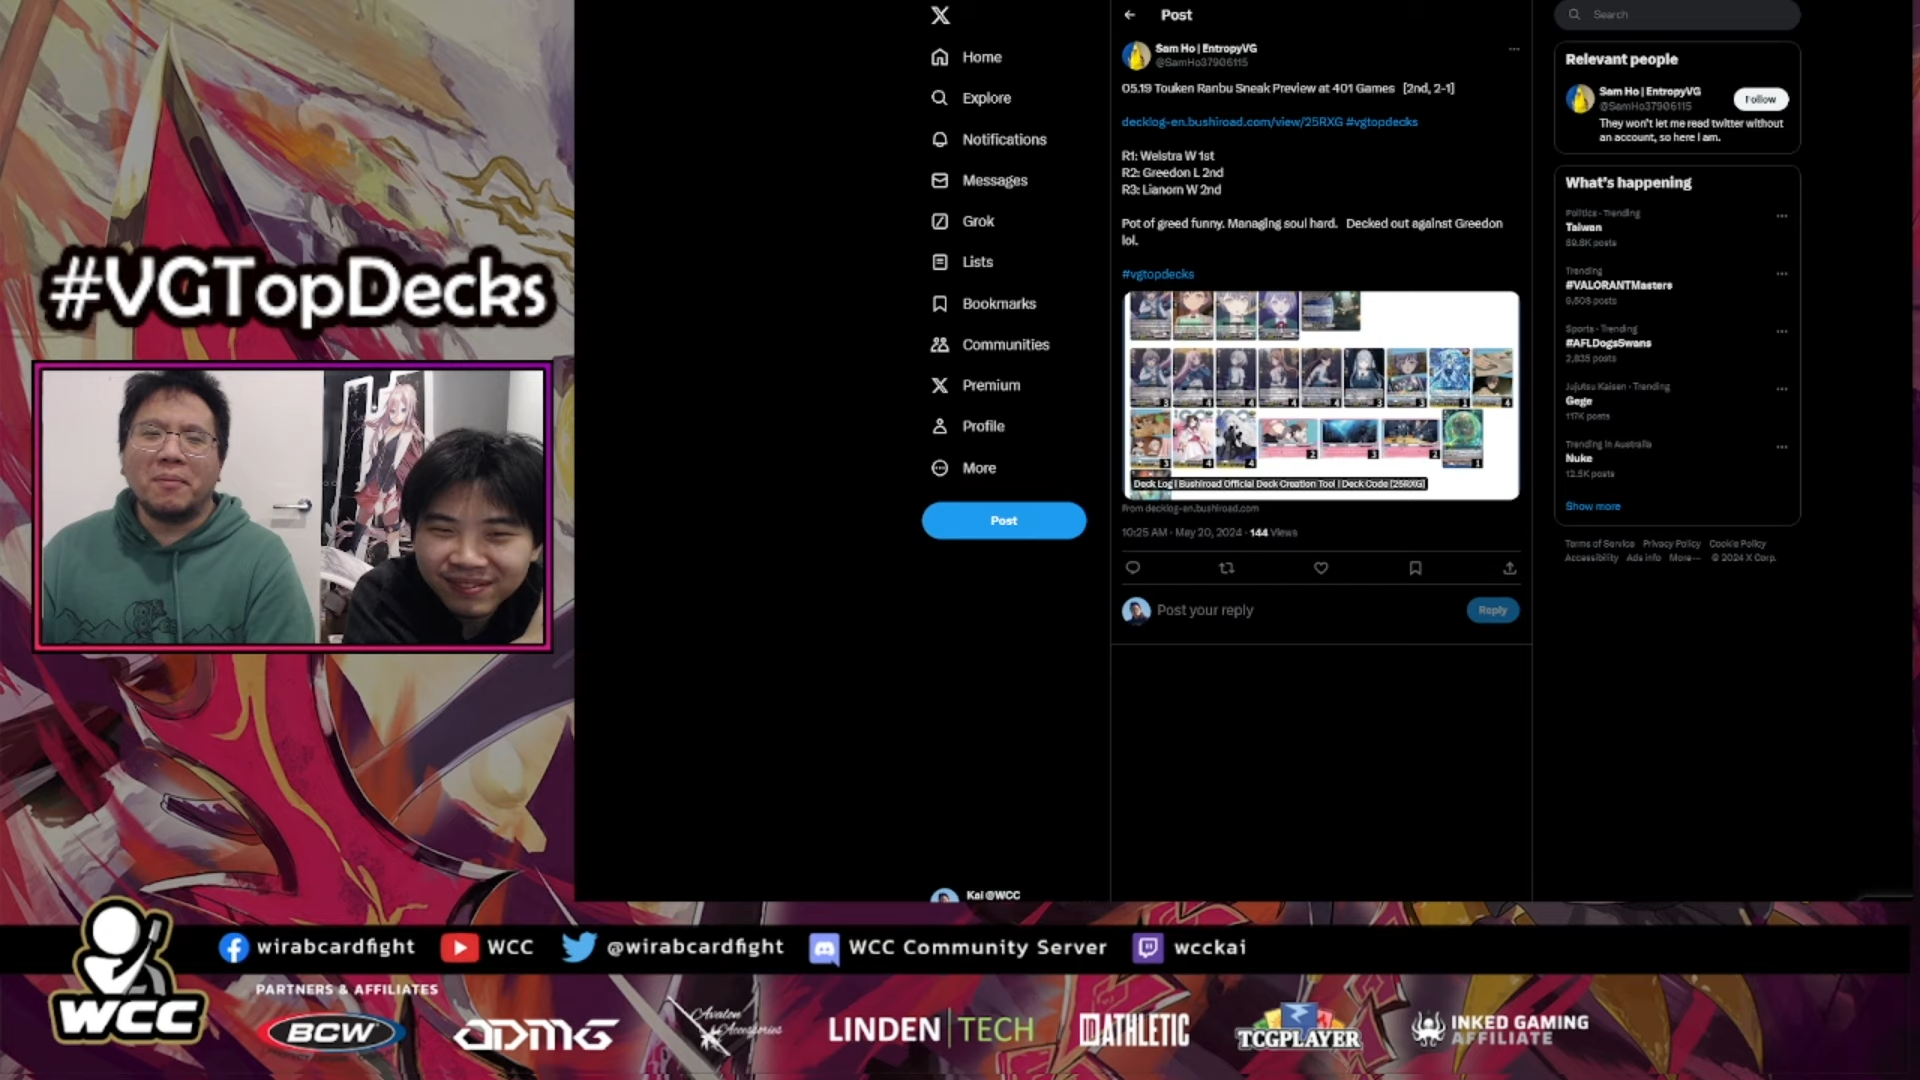 #VGTopDecks
Home
Explore
Notifications
Messages
Grok
Lists
Bookmarks
Communities
Premium
Profile
More
Post
Kai @WCC
Post
Sam Ho | EntropyVG
@SamHo37906115
05.19 Touken Ranbu Sneak Preview at 401 Games [2nd, 2-1]
decklog-en.bushiroad.com/view/25RXG #vgtopdecks
R1: Welstra W 1st
R2: Greedon L 2nd
R3: Lianorn W 2nd
Pot of greed funny. Managing soul hard. Decked out against Greedon
lol.
#vgtopdecks
Deck Log | Bushiroad Official Deck Creation Tool | Deck Code [25RXG]
From decklog-en.bushiroad.com
10:25 AM · May 20, 2024 · 144 Views
Post your reply
Reply
Search
Relevant people
Sam Ho | EntropyVG
@SamHo37906115
Follow
They won't let me read twitter without
an account, so here I am.
What's happening
Politics · Trending
Taiwan
89.8K posts
Trending
#VALORANTMasters
9,508 posts
Sports · Trending
#AFLDogsSwans
2,835 posts
Jujutsu Kaisen · Trending
Gege
117K posts
Trending in Australia
Nuke
12.5K posts
Show more
Terms of Service Privacy Policy Cookie Policy
Accessibility Ads info More ··· © 2024 X Corp.
wirabcardfight WCC @wirabcardfight WCC Community Server wcckai
WCC
PARTNERS & AFFILIATES
BCW
ADMG
Avalon
Accessories
LINDEN | TECH
ATHLETIC
TCGPLAYER
INKED GAMING
AFFILIATE